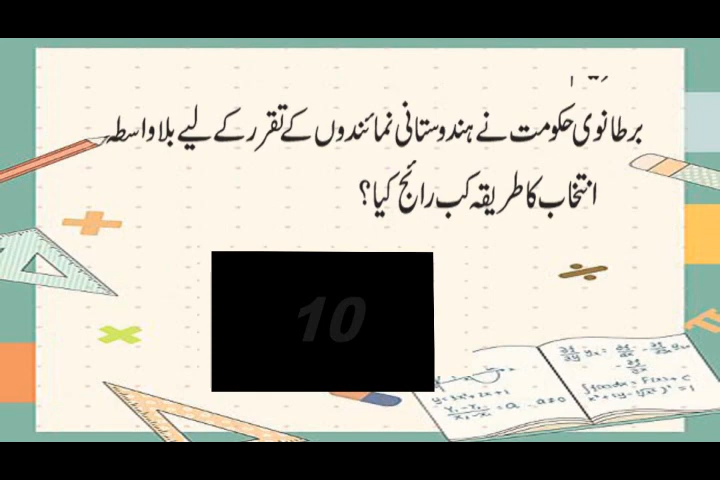 برطانوی حکومت نے ہندوستانی نمائندوں کے تقرر کے لیے بلاواسطہ
انتخاب کا طریقہ کب رائج کیا؟
10